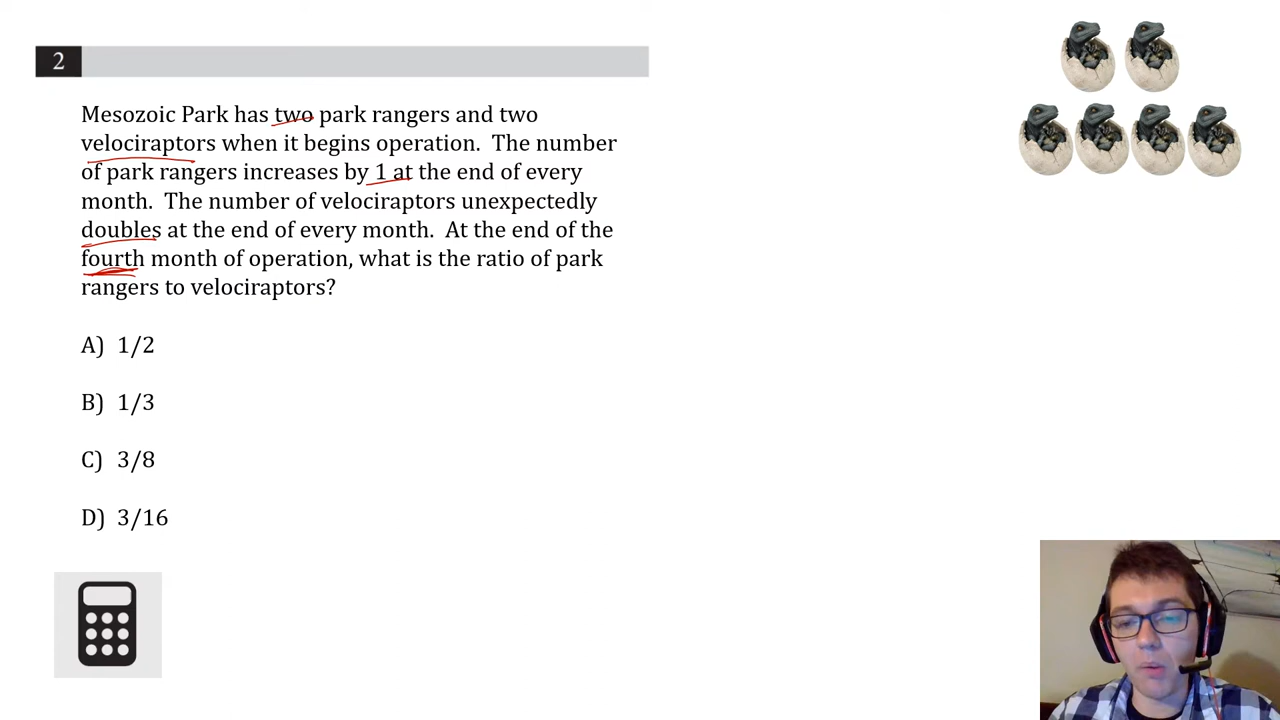 2
Mesozoic Park has two park rangers and two
velociraptors when it begins operation.  The number
of park rangers increases by 1 at the end of every
month.  The number of velociraptors unexpectedly
doubles at the end of every month.  At the end of the
fourth month of operation, what is the ratio of park
rangers to velociraptors?
A)  1/2
B)  1/3
C)  3/8
D)  3/16